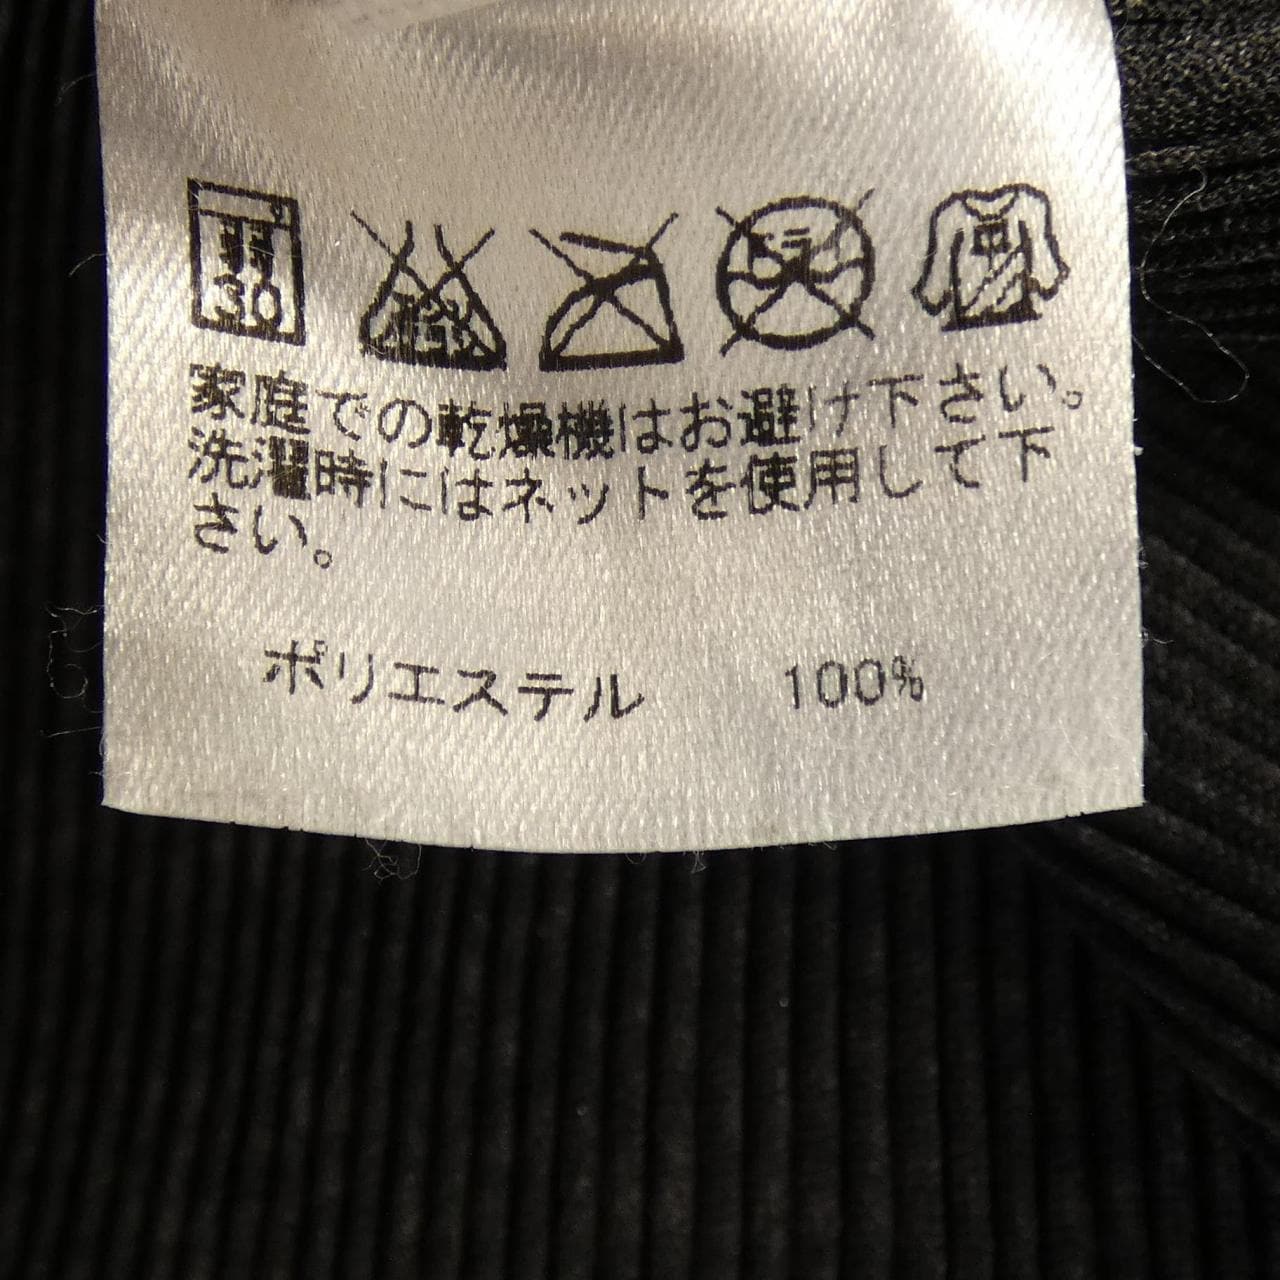 30
家庭での乾燥機はお避け下さい。
洗濯時にはネットを使用して下
さい。
ポリエステル 100%